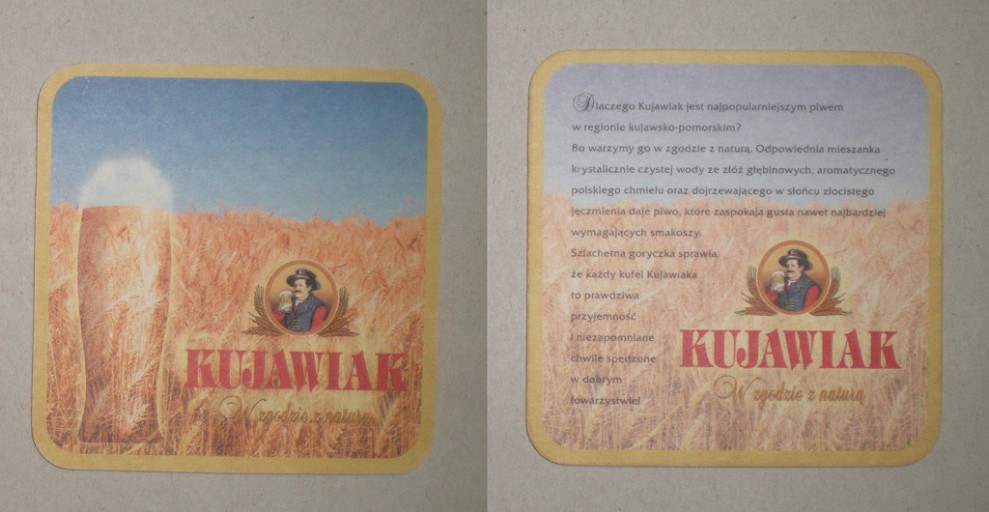 KUJAWIAK
W zgodzie z naturą
Dlaczego Kujawiak jest najpopularniejszym piwem
w regionie kujawsko-pomorskim?
Bo warzymy go w zgodzie z naturą. Odpowiednia mieszanka
krystalicznie czystej wody ze złóż głębinowych, aromatycznego
polskiego chmielu oraz dojrzewającego w słońcu złocistego
jęczmienia daje piwo, które zaspokaja gusta nawet najbardziej
wymagających smakoszy.
Szlachetna goryczka sprawia,
że każdy kufel Kujawiaka
to prawdziwa
przyjemność
i niezapomniane
chwile spędzone
w dobrym
towarzystwie!
KUJAWIAK
W zgodzie z naturą